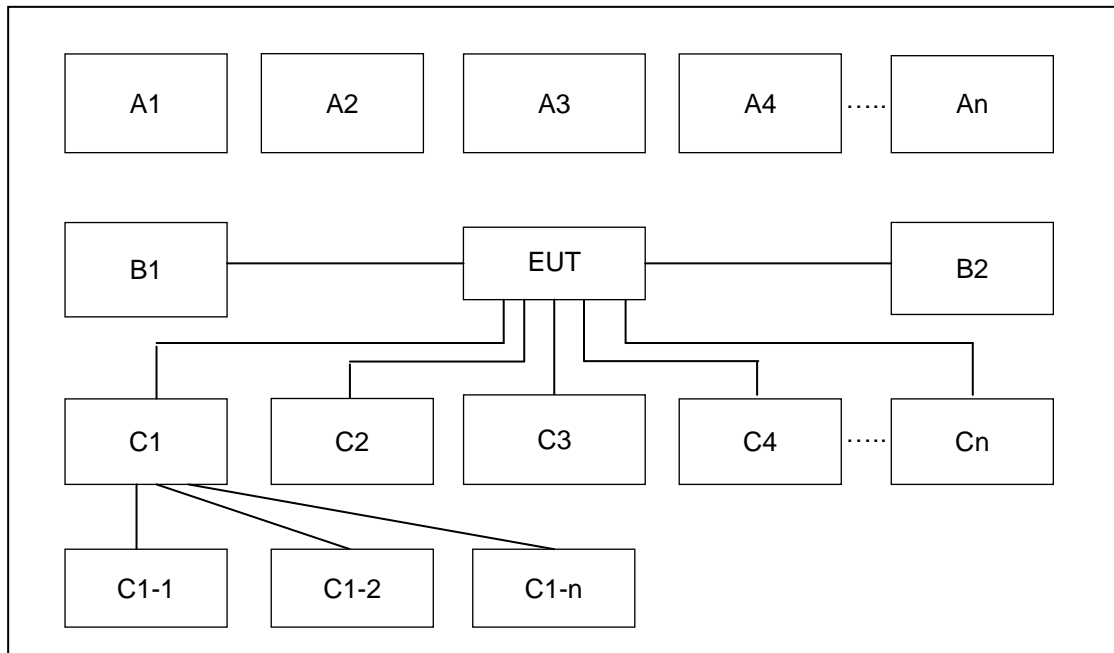 A1 A2 A3 A4 ..... An
B1 EUT B2
C1 C2 C3 C4 ..... Cn
C1-1 C1-2 C1-n